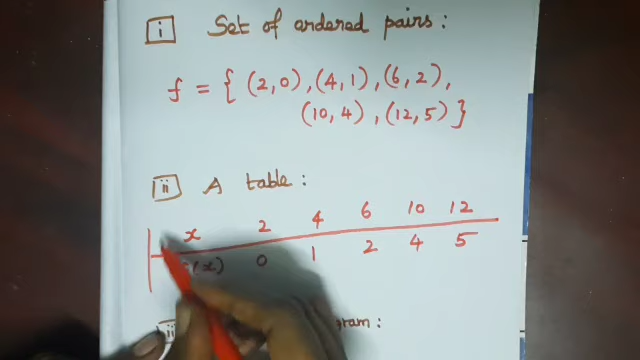 i Set of ordered pairs:
f = { (2,0), (4,1), (6,2),
(10,4), (12,5) }
ii A table:
x 2 4 6 10 12
(x) 0 1 2 4 5